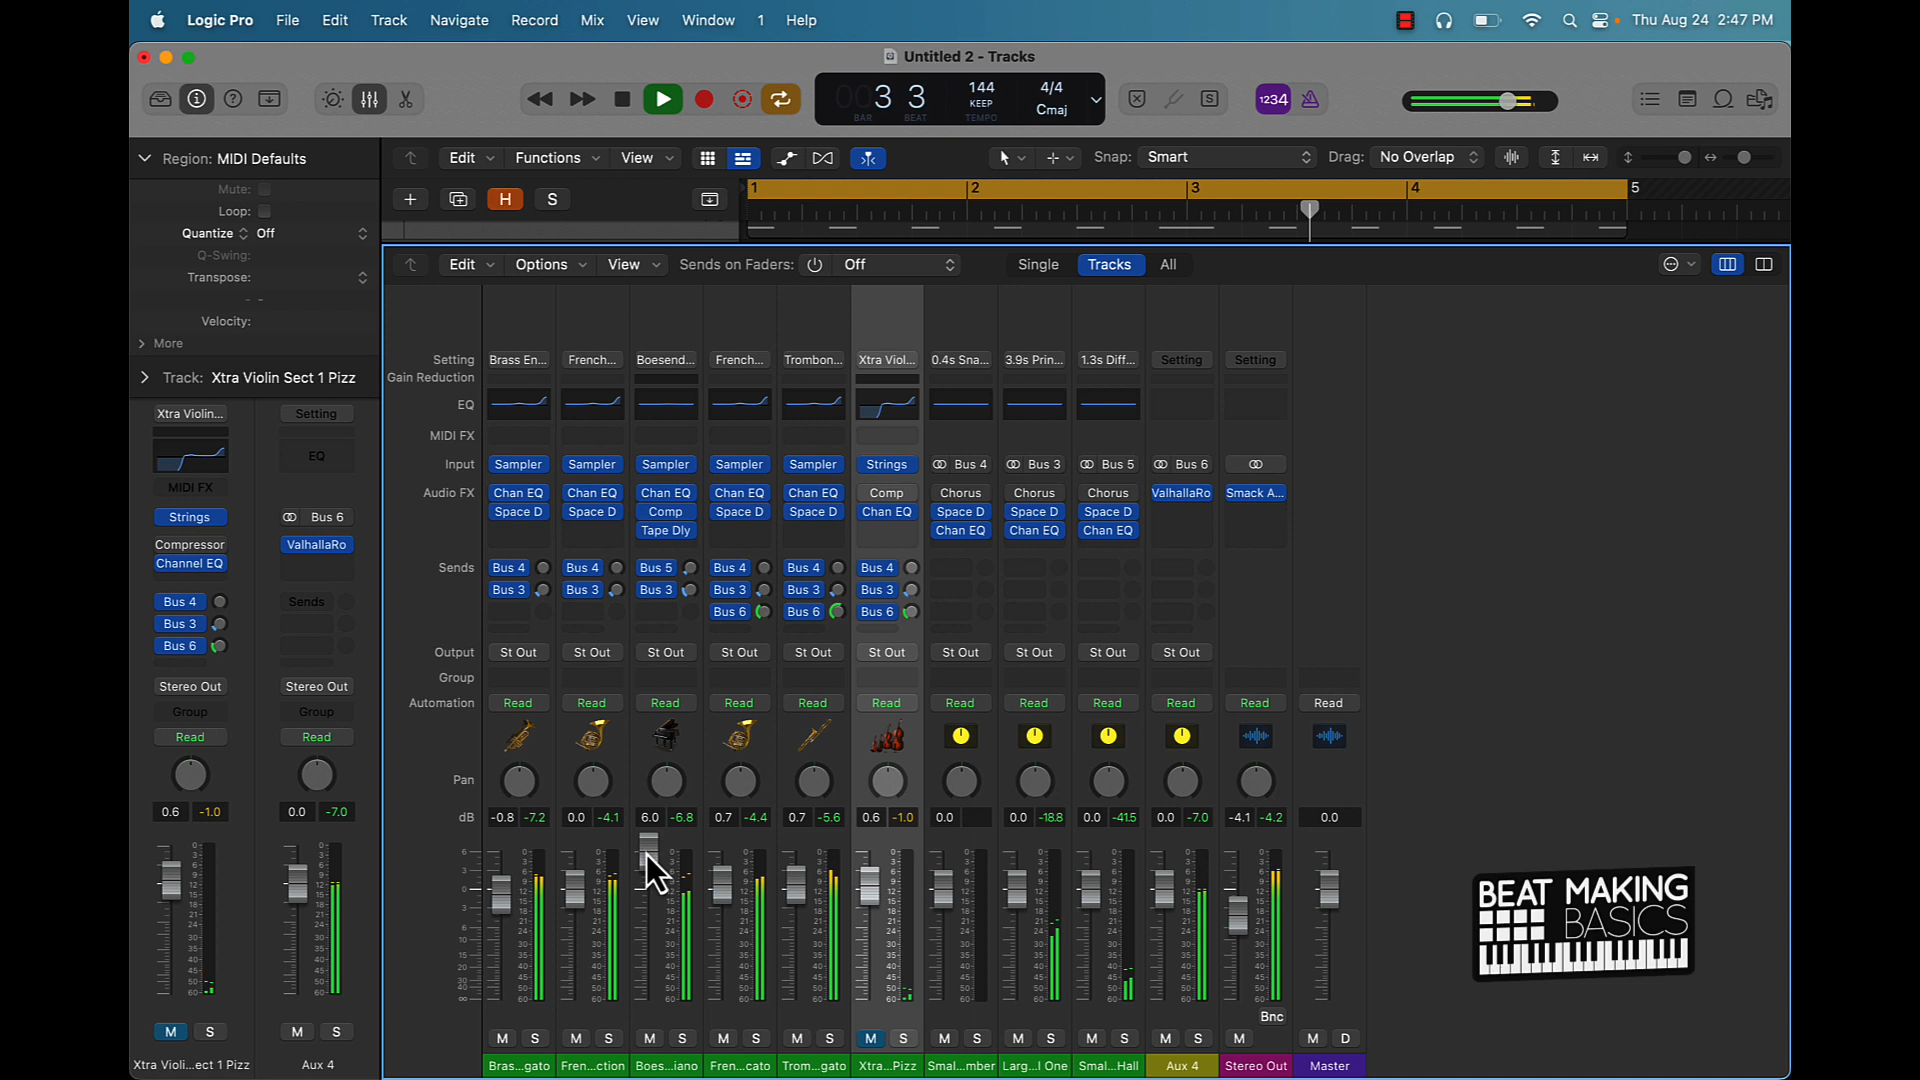 Logic Pro File Edit Track Navigate Record Mix View Window 1 Help Thu Aug 24 2:47 PM
Untitled 2 - Tracks
3 3 144 4/4
KEEP Cmaj
BAR BEAT TEMPO
1234
Region: MIDI Defaults
Edit Functions View Snap: Smart Drag: No Overlap
Mute:
Loop:
Quantize Off
Q-Swing:
Transpose:
Velocity:
More
H S
1 2 3 4 5
Edit Options View Sends on Faders: Off Single Tracks All
Track: Xtra Violin Sect 1 Pizz
Xtra Violin... Setting
EQ
MIDI FX
Strings Bus 6
Compressor ValhallaRo
Channel EQ
Bus 4 Sends
Bus 3
Bus 6
Stereo Out Stereo Out
Group Group
Read Read
0.6 -1.0 0.0 -7.0
M S M S
Xtra Violi...ect 1 Pizz Aux 4
Setting Brass En... French... Boesend... French... Trombon... Xtra Viol... 0.4s Sna... 3.9s Prin... 1.3s Diff... Setting Setting
Gain Reduction
EQ
MIDI FX
Input Sampler Sampler Sampler Sampler Sampler Strings Bus 4 Bus 3 Bus 5 Bus 6
Audio FX Chan EQ Chan EQ Chan EQ Chan EQ Chan EQ Comp Chorus Chorus Chorus ValhallaRo Smack A...
Space D Space D Comp Space D Space D Chan EQ Space D Space D Space D
Tape Dly Chan EQ Chan EQ Chan EQ
Sends Bus 4 Bus 4 Bus 5 Bus 4 Bus 4 Bus 4
Bus 3 Bus 3 Bus 3 Bus 3 Bus 3 Bus 3
Bus 6 Bus 6 Bus 6
Output St Out St Out St Out St Out St Out St Out St Out St Out St Out St Out
Group
Automation Read Read Read Read Read Read Read Read Read Read Read Read
Pan
dB -0.8 -7.2 0.0 -4.1 6.0 -6.8 0.7 -4.4 0.7 -5.6 0.6 -1.0 0.0 0.0 -18.8 0.0 -41.5 0.0 -7.0 -4.1 -4.2 0.0
Bnc
M S M S M S M S M S M S M S M S M S M S M M D
Bras...gato Fren...ction Boes...iano Fren...cato Trom...gato Xtra...Pizz Smal...mber Larg...l One Smal...Hall Aux 4 Stereo Out Master
BEAT MAKING
BASICS